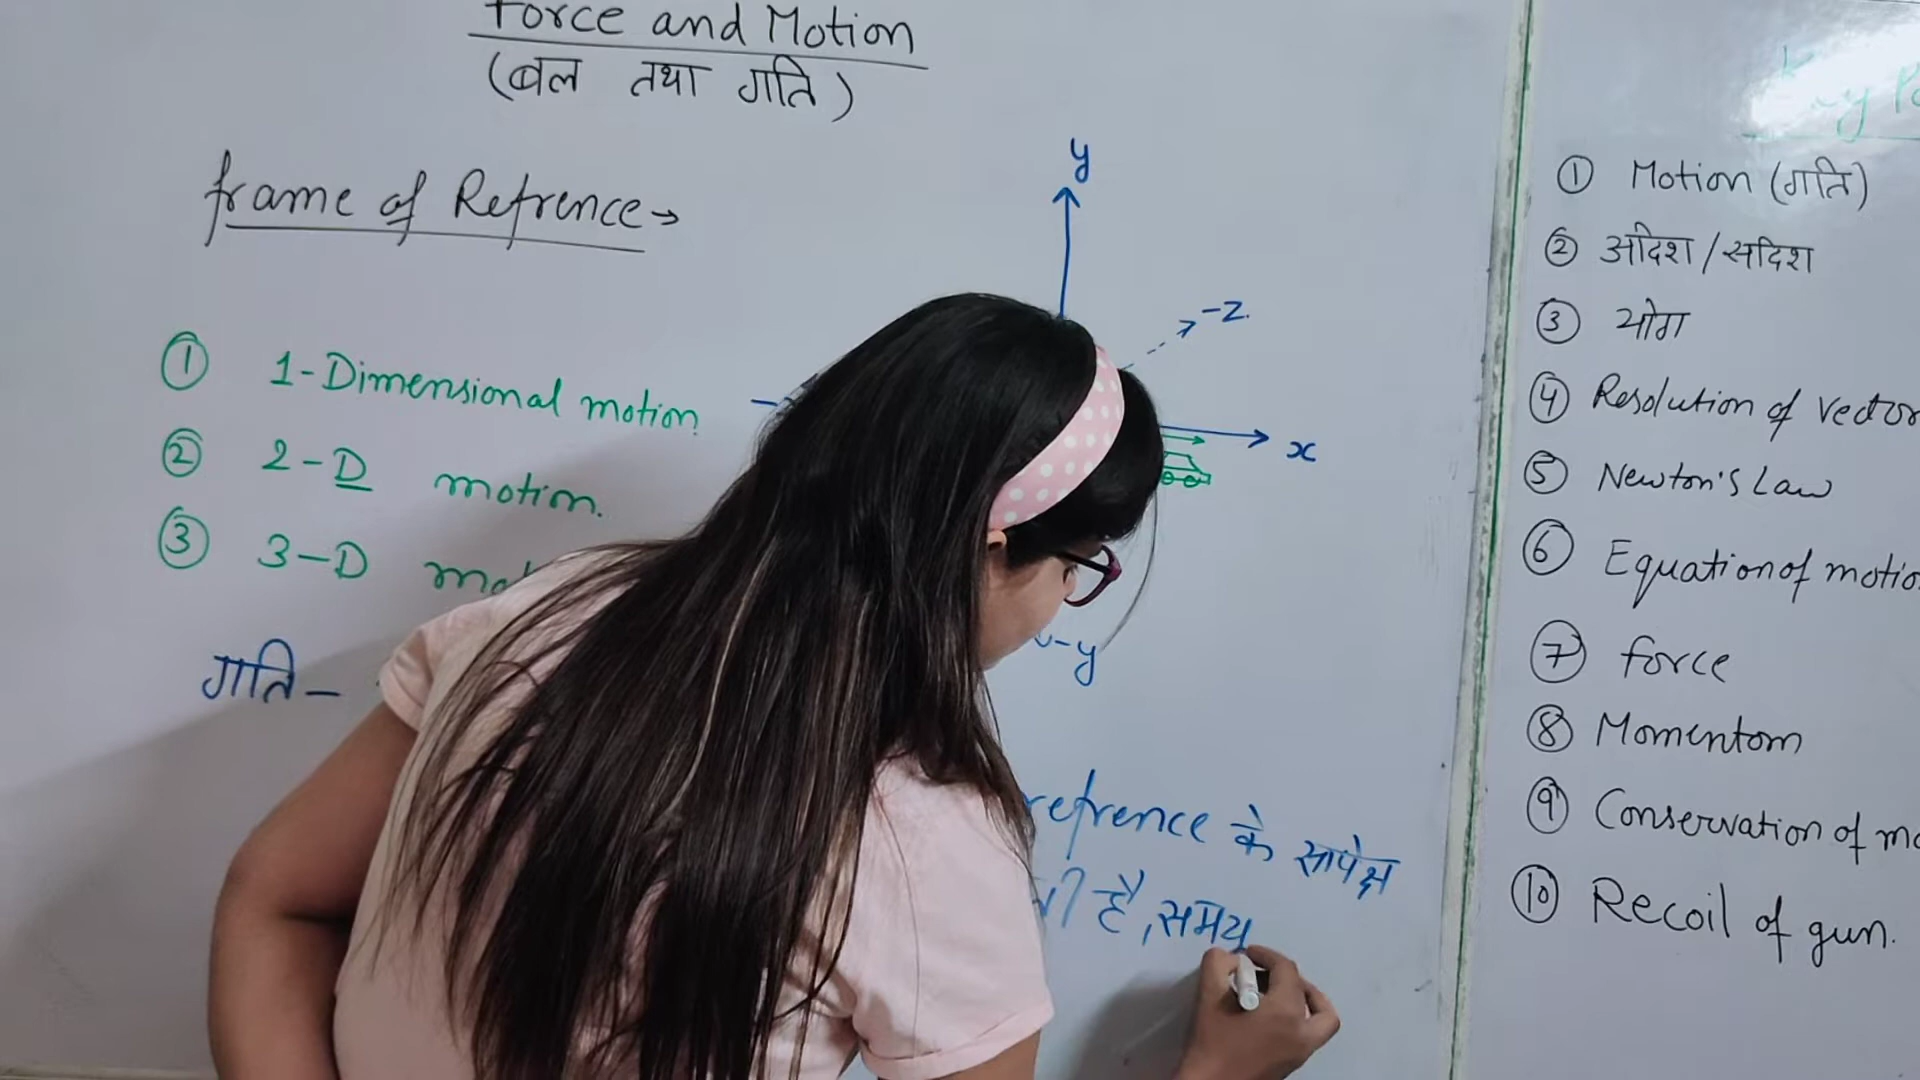 Force and Motion
(बल तथा गति)
frame of Refrence→
① 1-Dimensional motion.
② 2-D motion.
③ 3-D
गति-
y
-z.
x
-y
refrence के सापेक्ष
है, समय
① Motion (गति)
② अदिश/सदिश
③ योग
④ Resolution of Vector
⑤ Newton's Law
⑥ Equation of motio
⑦ force
⑧ Momentom
⑨ Conservation of mo
⑩ Recoil of gun.